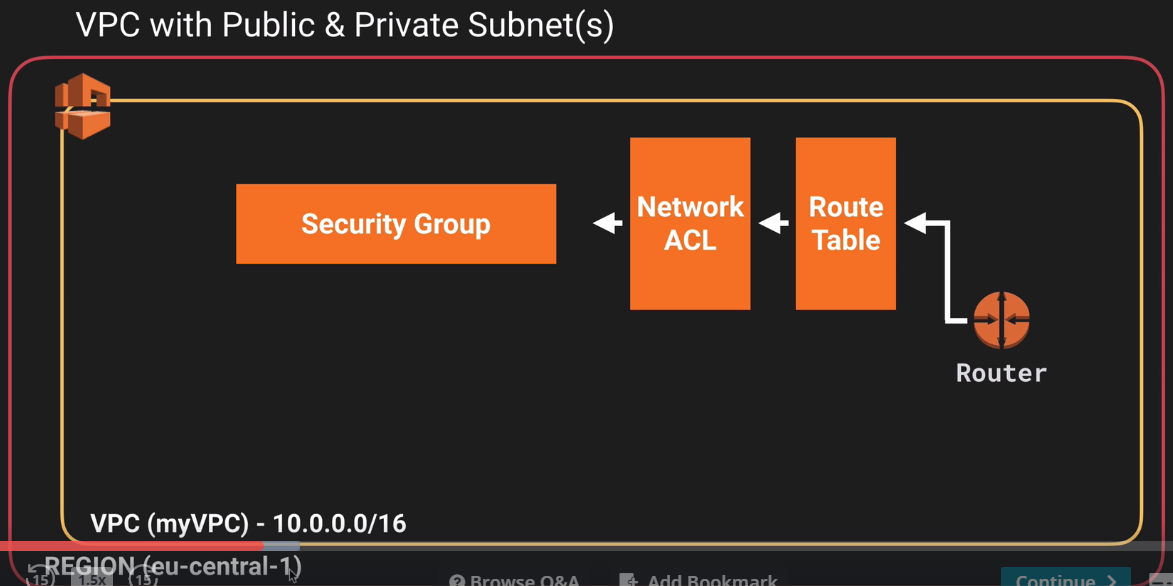 VPC with Public & Private Subnet(s)
Security Group
Network
ACL
Route
Table
Router
VPC (myVPC) - 10.0.0.0/16
REGION (eu-central-1)
15
1.5x
15
Browse Q&A
Add Bookmark
Continue